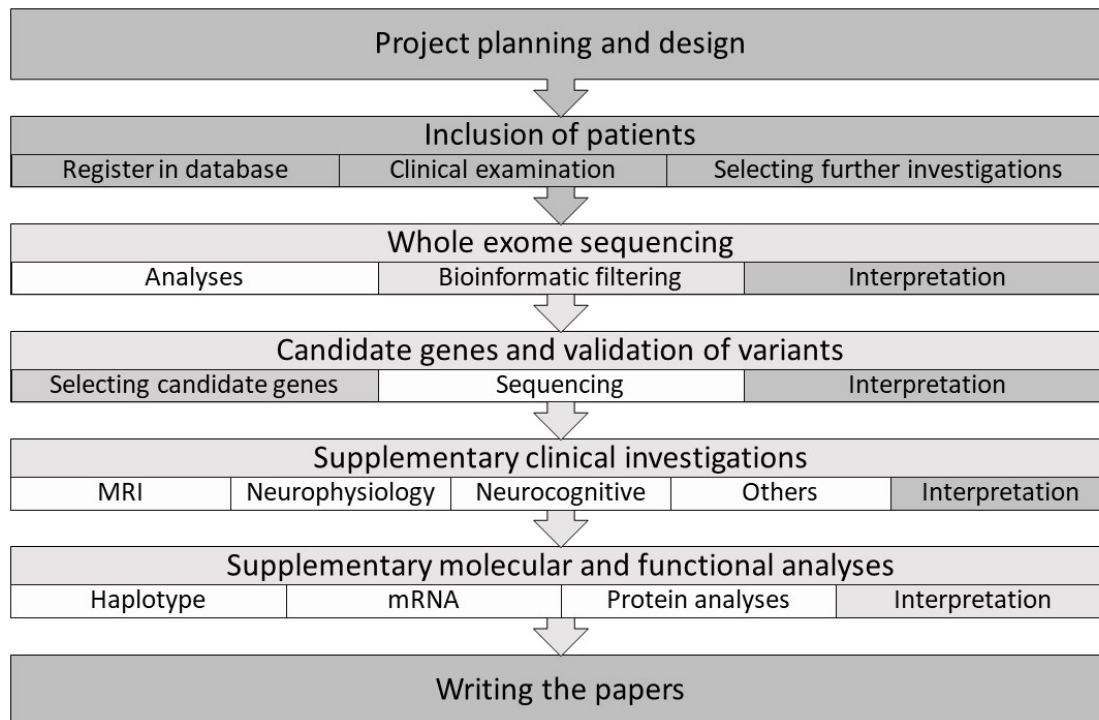 Project planning and design
Inclusion of patients
Register in database Clinical examination Selecting further investigations
Whole exome sequencing
Analyses Bioinformatic filtering Interpretation
Candidate genes and validation of variants
Selecting candidate genes Sequencing Interpretation
Supplementary clinical investigations
MRI Neurophysiology Neurocognitive Others Interpretation
Supplementary molecular and functional analyses
Haplotype mRNA Protein analyses Interpretation
Writing the papers